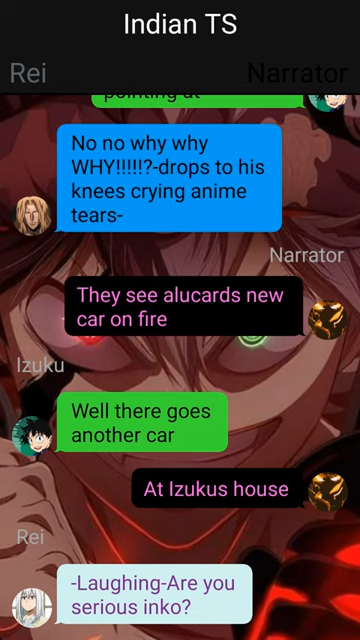 Indian TS
Rei
Narrator
pointing at
No no why why
WHY!!!!!?-drops to his
knees crying anime
tears-
Narrator
They see alucards new
car on fire
Izuku
Well there goes
another car
At Izukus house
Rei
-Laughing-Are you
serious inko?